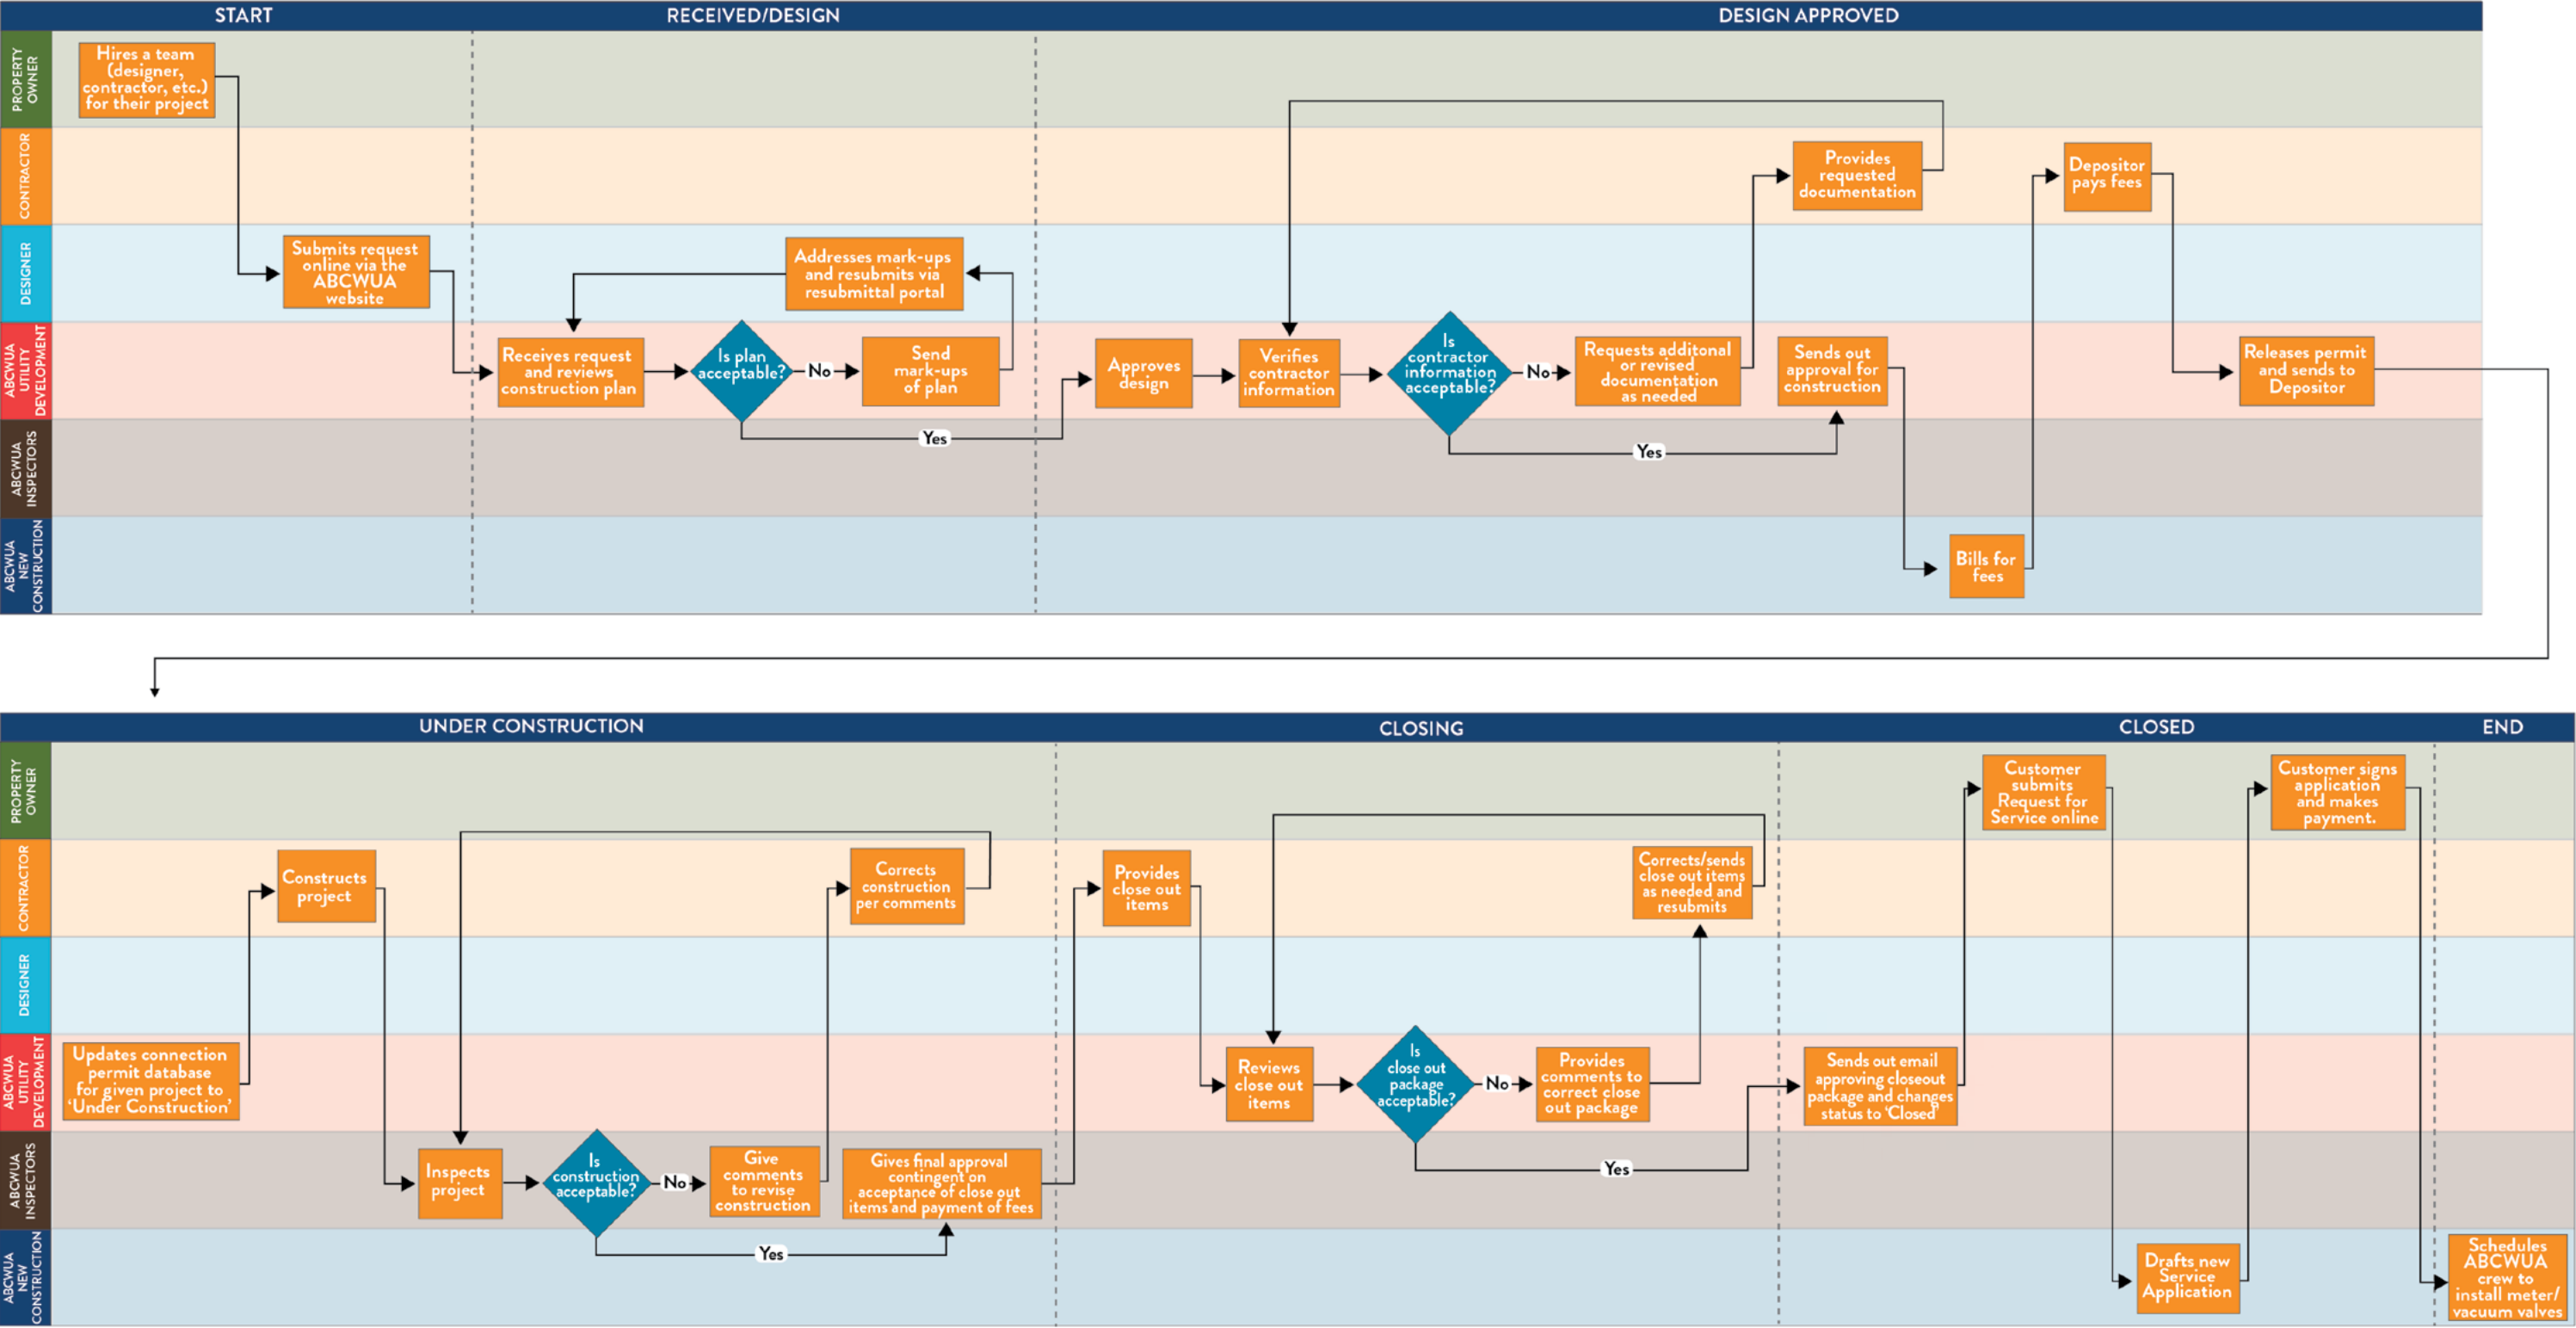 START
RECEIVED/DESIGN
DESIGN APPROVED
PROPERTY
OWNER
Hires a team
(designer,
contractor, etc.)
for their project
CONTRACTOR
Provides
requested
documentation
Depositor
pays fees
DESIGNER
Submits request
online via the
ABCWUA
website
Addresses mark-ups
and resubmits via
resubmittal portal
ABCWUA
UTILITY
DEVELOPMENT
Receives request
and reviews
construction plan
Is plan
acceptable?
No
Send
mark-ups
of plan
Approves
design
Verifies
contractor
information
Is
contractor
information
acceptable?
No
Requests additonal
or revised
documentation
as needed
Sends out
approval for
construction
Releases permit
and sends to
Depositor
Yes
Yes
ABCWUA
INSPECTORS
ABCWUA
NEW
CONSTRUCTION
Bills for
fees
UNDER CONSTRUCTION
CLOSING
CLOSED
END
PROPERTY
OWNER
Customer
submits
Request for
Service online
Customer signs
application
and makes
payment.
CONTRACTOR
Constructs
project
Corrects
construction
per comments
Provides
close out
items
Corrects/sends
close out items
as needed and
resubmits
DESIGNER
ABCWUA
UTILITY
DEVELOPMENT
Updates connection
permit database
for given project to
'Under Construction'
Reviews
close out
items
Is
close out
package
acceptable?
No
Provides
comments to
correct close
out package
Sends out email
approving closeout
package and changes
status to 'Closed'
Yes
ABCWUA
INSPECTORS
Inspects
project
Is
construction
acceptable?
No
Give
comments
to revise
construction
Gives final approval
contingent on
acceptance of close out
items and payment of fees
Yes
ABCWUA
NEW
CONSTRUCTION
Drafts new
Service
Application
Schedules
ABCWUA
crew to
install meter/
vacuum valves